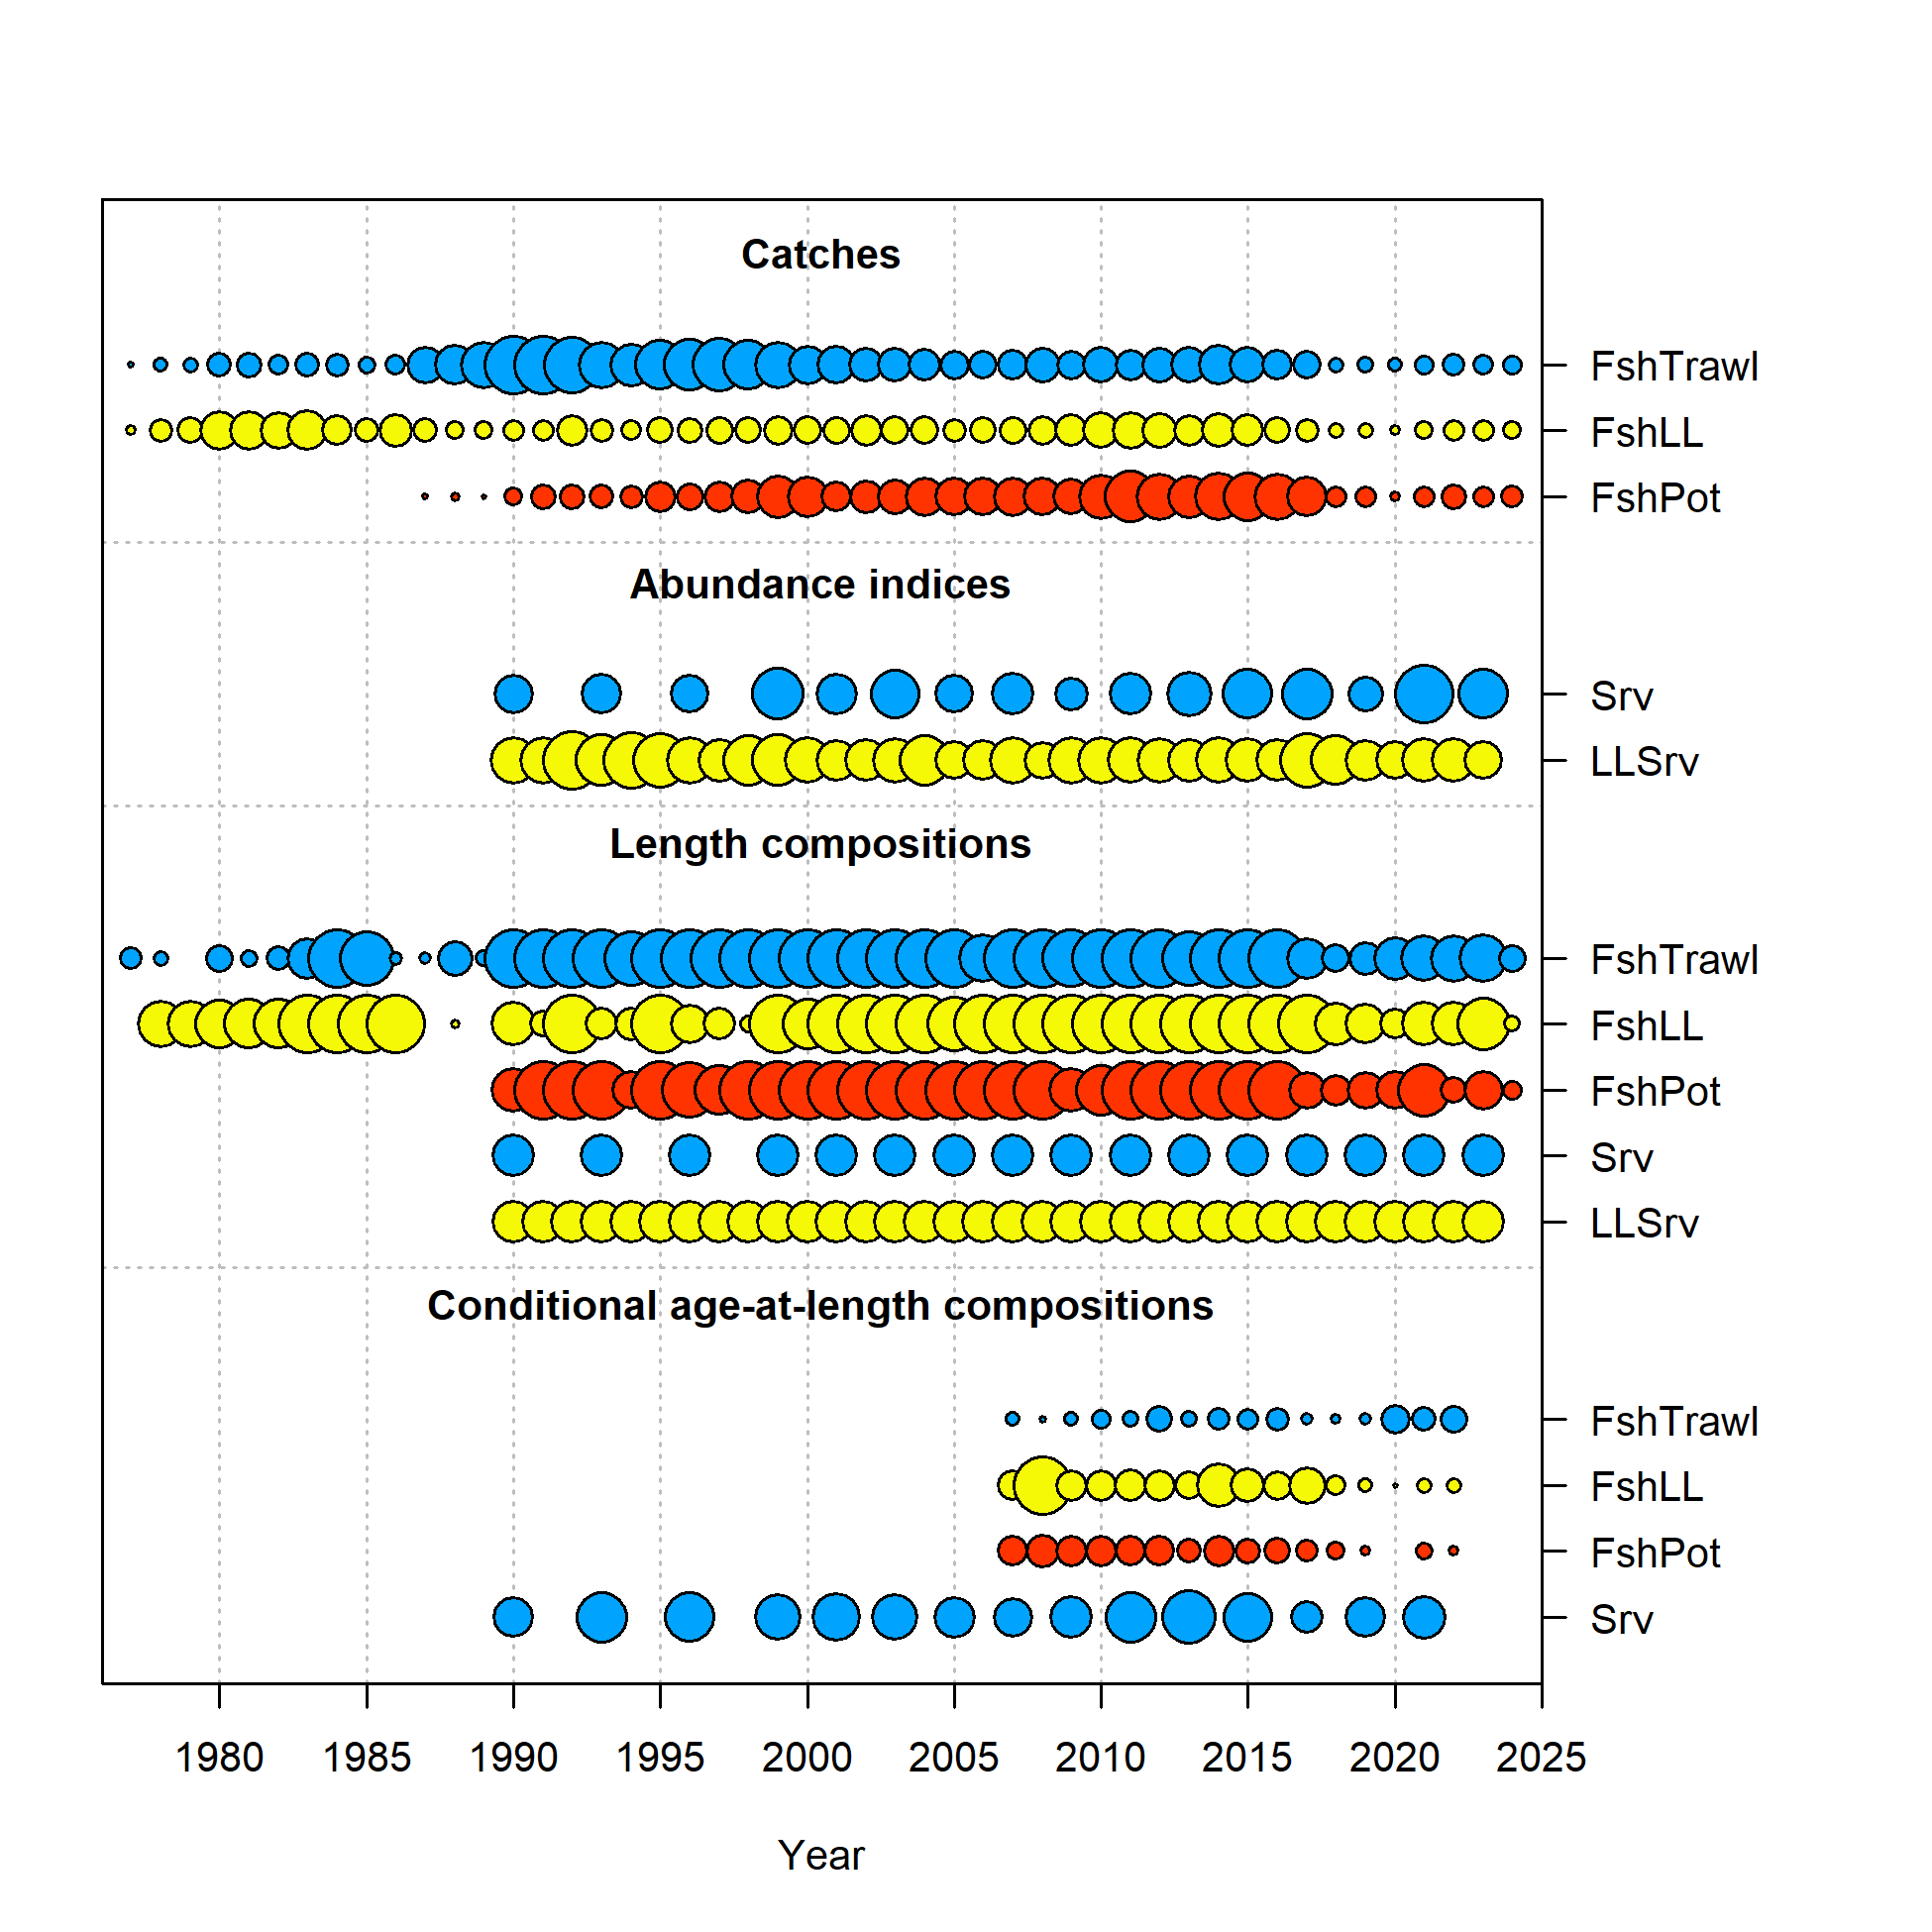 Catches
FshTrawl
FshLL
FshPot
Abundance indices
Srv
LLSrv
Length compositions
FshTrawl
FshLL
FshPot
Srv
LLSrv
Conditional age-at-length compositions
FshTrawl
FshLL
FshPot
Srv
1980 1985 1990 1995 2000 2005 2010 2015 2020 2025
Year